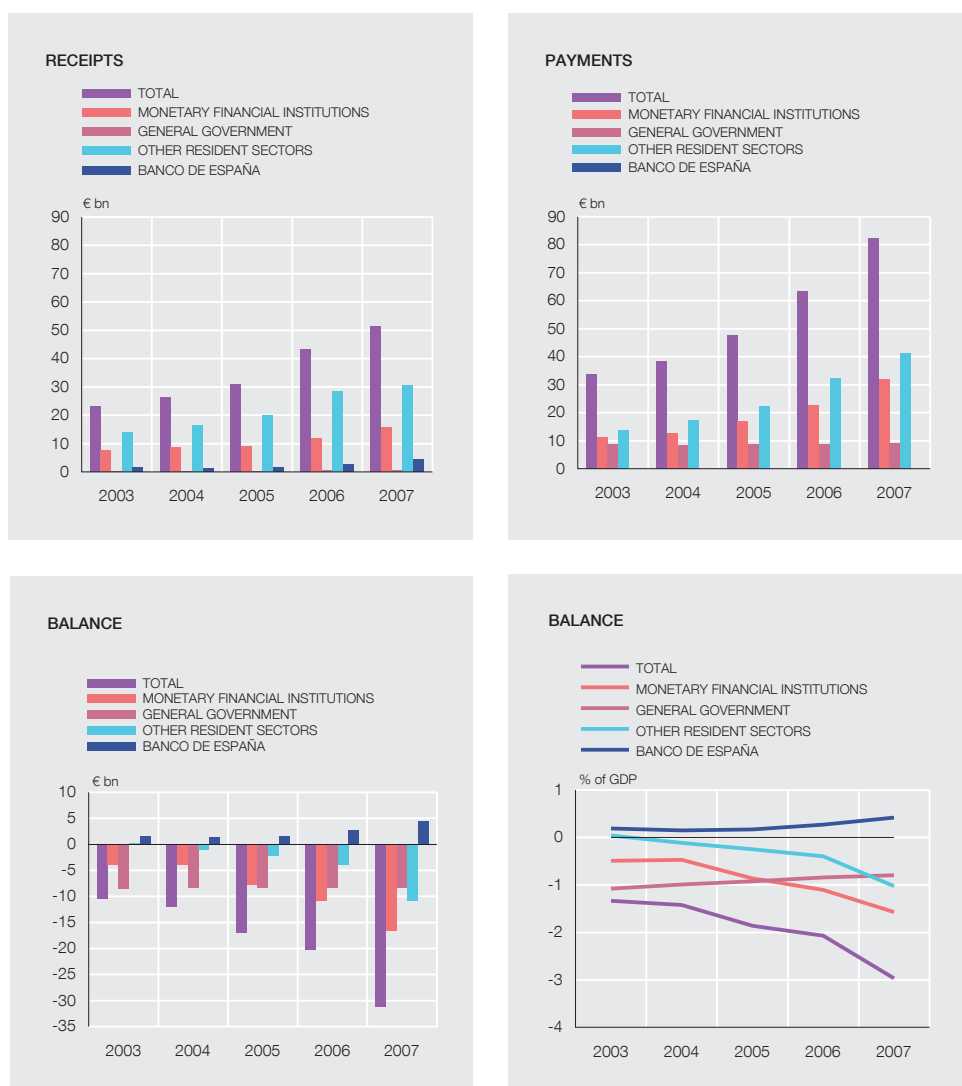 RECEIPTS
TOTAL
MONETARY FINANCIAL INSTITUTIONS
GENERAL GOVERNMENT
OTHER RESIDENT SECTORS
BANCO DE ESPAÑA
€ bn
90
80
70
60
50
40
30
20
10
0
2003 2004 2005 2006 2007
PAYMENTS
TOTAL
MONETARY FINANCIAL INSTITUTIONS
GENERAL GOVERNMENT
OTHER RESIDENT SECTORS
BANCO DE ESPAÑA
€ bn
90
80
70
60
50
40
30
20
10
0
2003 2004 2005 2006 2007
BALANCE
TOTAL
MONETARY FINANCIAL INSTITUTIONS
GENERAL GOVERNMENT
OTHER RESIDENT SECTORS
BANCO DE ESPAÑA
€ bn
10
5
0
-5
-10
-15
-20
-25
-30
-35
2003 2004 2005 2006 2007
BALANCE
TOTAL
MONETARY FINANCIAL INSTITUTIONS
GENERAL GOVERNMENT
OTHER RESIDENT SECTORS
BANCO DE ESPAÑA
% of GDP
1
0
-1
-2
-3
-4
2003 2004 2005 2006 2007